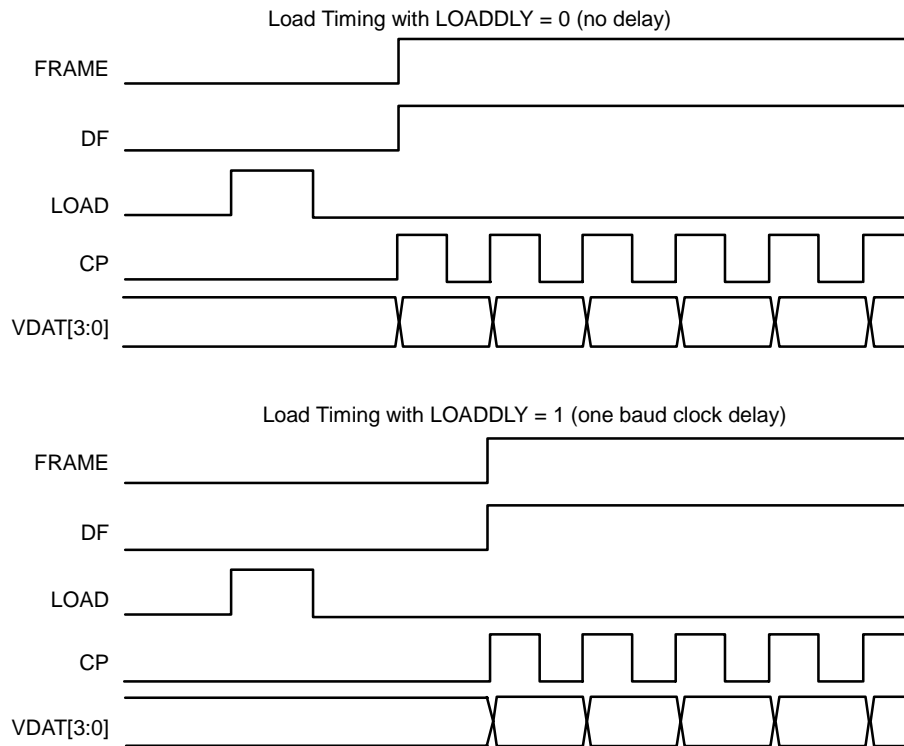 Load Timing with LOADDLY = 0 (no delay)
FRAME
DF
LOAD
CP
VDAT[3:0]
Load Timing with LOADDLY = 1 (one baud clock delay)
FRAME
DF
LOAD
CP
VDAT[3:0]